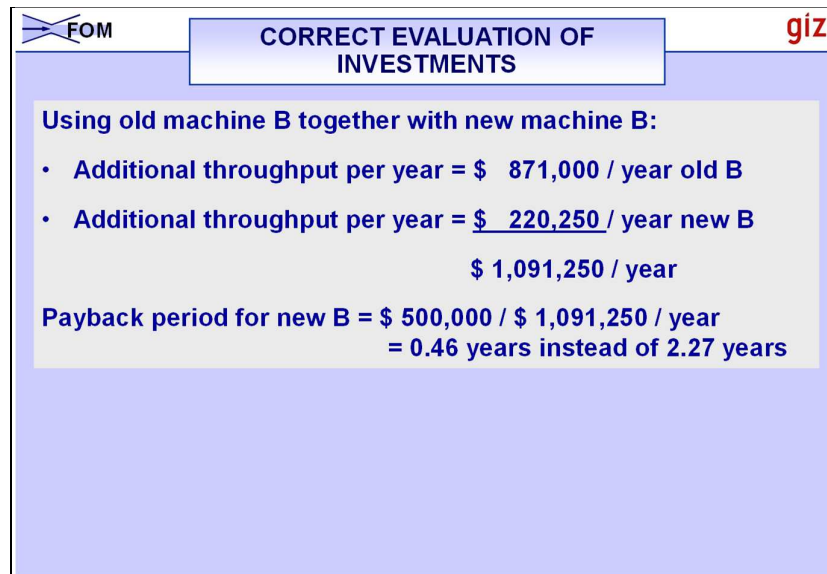 FOM
CORRECT EVALUATION OF
INVESTMENTS
giz
Using old machine B together with new machine B:
• Additional throughput per year = $ 871,000 / year old B
• Additional throughput per year = $ 220,250 / year new B
$ 1,091,250 / year
Payback period for new B = $ 500,000 / $ 1,091,250 / year
= 0.46 years instead of 2.27 years